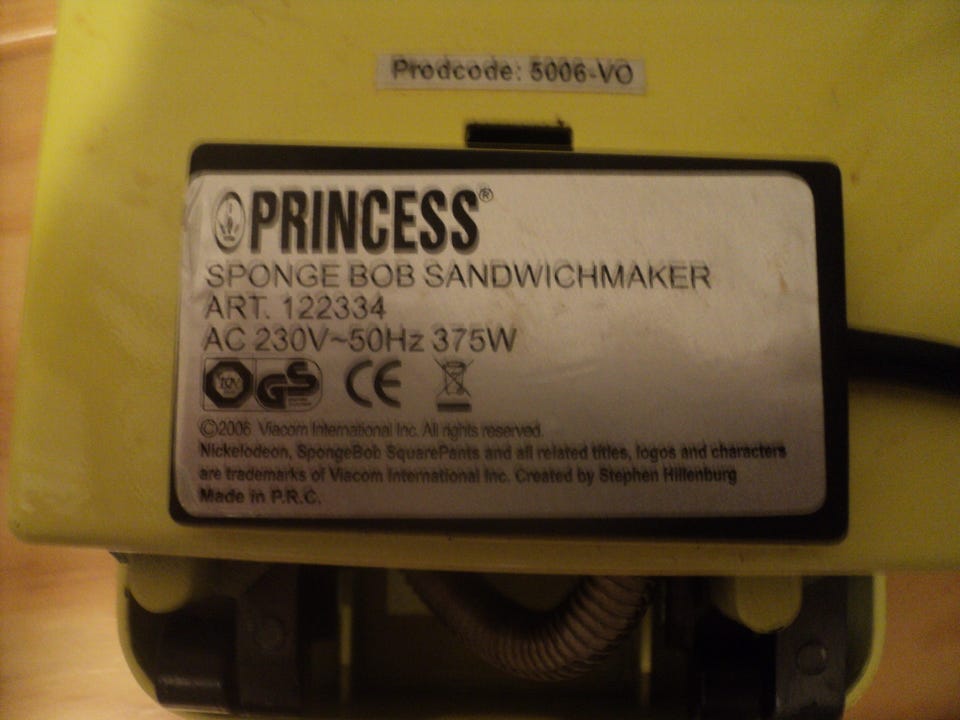 Prodcode: 5006-VO
PRINCESS®
SPONGE BOB SANDWICHMAKER
ART. 122334
AC 230V~50Hz 375W
TÜV GS CE
©2006 Viacom International Inc. All rights reserved.
Nickelodeon, SpongeBob SquarePants and all related titles, logos and characters
are trademarks of Viacom International Inc. Created by Stephen Hillenburg
Made in P.R.C.